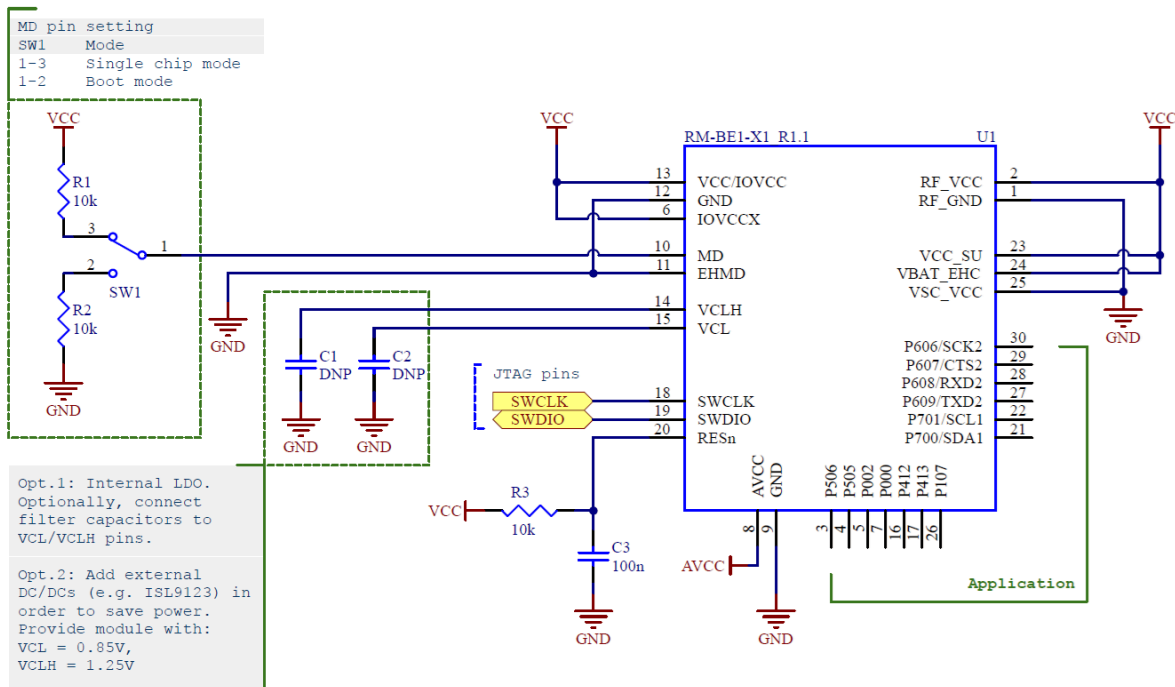 MD pin setting
SW1 Mode
1-3 Single chip mode
1-2 Boot mode
VCC
R1
10k
3
1
2
SW1
R2
10k
GND
GND
VCC
RM-BE1-X1 R1.1 U1
13 VCC/IOVCC
12 GND
6 IOVCCX
10 MD
11 EHMD
14 VCLH
15 VCL
18 SWCLK
19 SWDIO
20 RESn
VCC
RF_VCC 2
RF_GND 1
VCC_SU 23
VBAT_EHC 24
VSC_VCC 25
GND
P606/SCK2 30
P607/CTS2 29
P608/RXD2 28
P609/TXD2 27
P701/SCL1 22
P700/SDA1 21
AVCC 8
GND 9
P506 3
P505 4
P002 5
P000 7
P412 16
P413 17
P107 26
C1
DNP
GND
C2
DNP
GND
JTAG pins
SWCLK
SWDIO
VCC
R3
10k
C3
100n
GND
AVCC
GND
Application
Opt.1: Internal LDO.
Optionally, connect
filter capacitors to
VCL/VCLH pins.
Opt.2: Add external
DC/DCs (e.g. ISL9123) in
order to save power.
Provide module with:
VCL = 0.85V,
VCLH = 1.25V